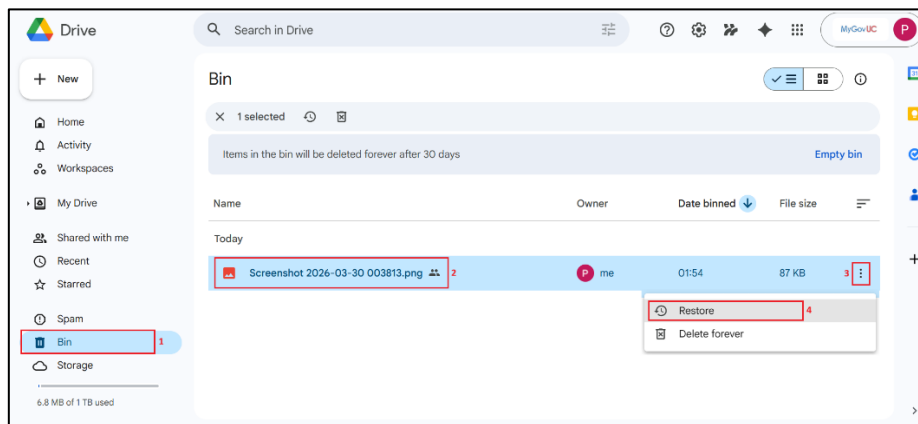 Drive
Search in Drive
MyGovUC
P
New
Home
Activity
Workspaces
My Drive
Shared with me
Recent
Starred
Spam
Bin 1
Storage
6.8 MB of 1 TB used
Bin
1 selected
Items in the bin will be deleted forever after 30 days Empty bin
Name Owner Date binned File size
Today
Screenshot 2026-03-30 003813.png 2 P me 01:54 87 KB 3
Restore 4
Delete forever
31